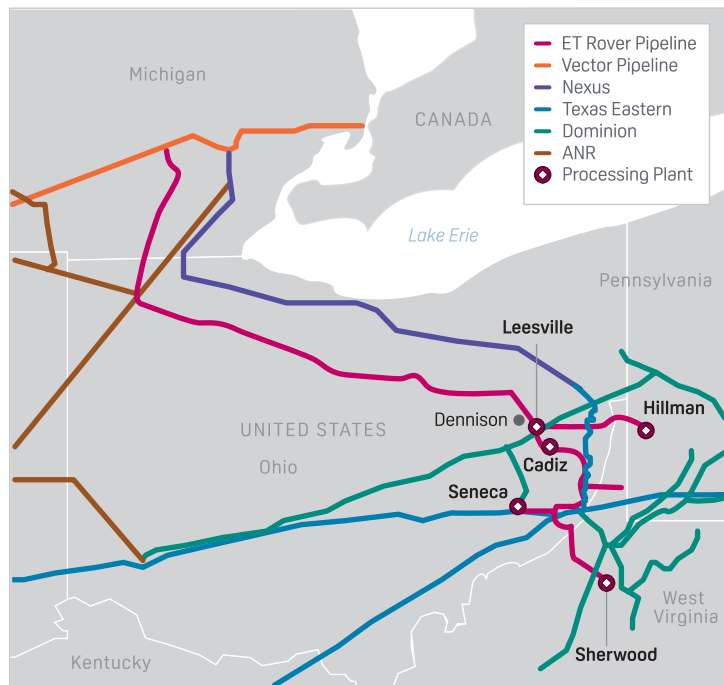 ET Rover Pipeline
Vector Pipeline
Nexus
Texas Eastern
Dominion
ANR
Processing Plant
Michigan
CANADA
Lake Erie
Pennsylvania
Leesville
Hillman
Dennison
UNITED STATES
Cadiz
Ohio
Seneca
West
Virginia
Sherwood
Kentucky